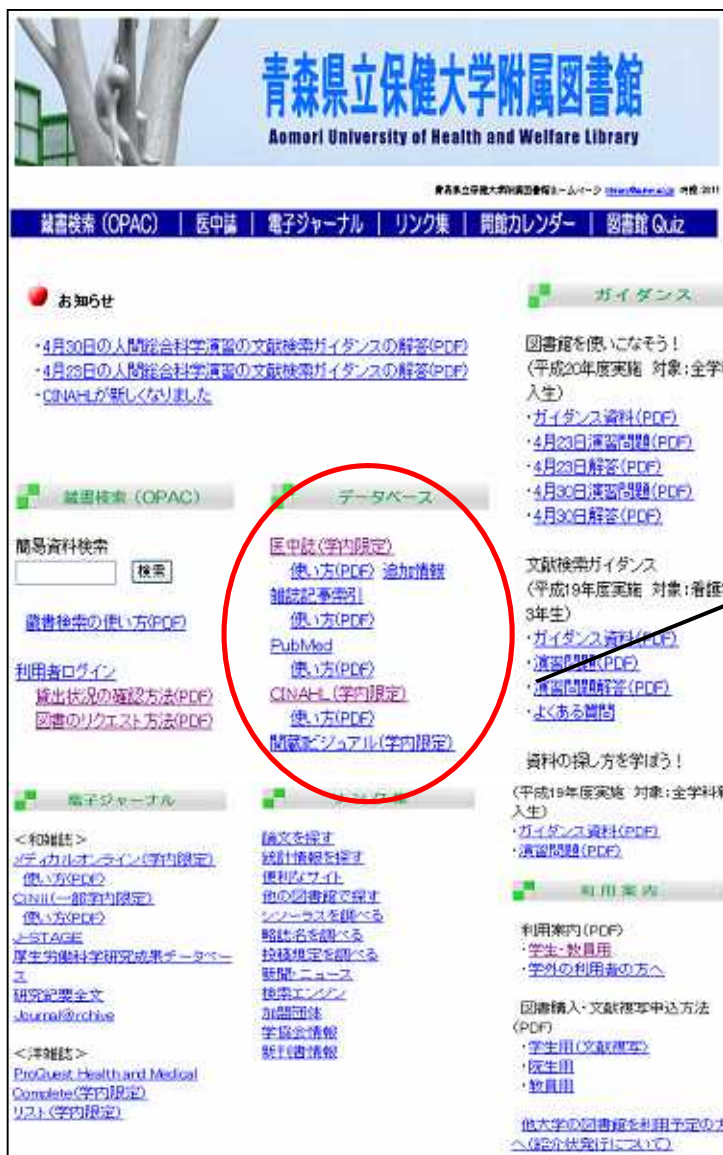 青森県立保健大学附属図書館
Aomori University of Health and Welfare Library
青森県立保健大学附属図書館ホームページ
蔵書検索 (OPAC) | 医中誌 | 電子ジャーナル | リンク集 | 開館カレンダー | 図書館 Quiz
お知らせ
・4月30日の人間総合科学演習の文献検索ガイダンスの解答(PDF)
・4月23日の人間総合科学演習の文献検索ガイダンスの解答(PDF)
・CINAHLが新しくなりました
蔵書検索 (OPAC)
簡易資料検索
検索
蔵書検索の使い方(PDF)
利用者ログイン
貸出状況の確認方法(PDF)
図書のリクエスト方法(PDF)
データベース
医中誌(学内限定)
使い方(PDF) 追加情報
雑誌記事索引
使い方(PDF)
PubMed
使い方(PDF)
CINAHL(学内限定)
使い方(PDF)
閲蔵ビジュアル(学内限定)
電子ジャーナル
<和雑誌>
メディカルオンライン(学内限定)
使い方(PDF)
CiNii(一部学内限定)
使い方(PDF)
J-STAGE
厚生労働科学研究成果データベー
ス
研究紀要全文
Journal@rchive
<洋雑誌>
ProQuest Health and Medical
Complete(学内限定)
リスト(学内限定)
リンク集
論文を探す
統計情報を探す
便利なサイト
他の図書館で探す
シソーラスを調べる
略誌名を調べる
投稿規定を調べる
新聞・ニュース
検索エンジン
加盟団体
学協会情報
新刊書情報
ガイダンス
図書館を使いこなそう!
(平成20年度実施 対象:全学科
入生)
・ガイダンス資料(PDF)
・4月23日演習問題(PDF)
・4月23日解答(PDF)
・4月30日演習問題(PDF)
・4月30日解答(PDF)
文献検索ガイダンス
(平成19年度実施 対象:看護
3年生)
・ガイダンス資料(PDF)
・演習問題(PDF)
・演習問題解答(PDF)
・よくある質問
資料の探し方を学ぼう!
(平成19年度実施 対象:全学科新
入生)
・ガイダンス資料(PDF)
・演習問題(PDF)
利用案内
利用案内(PDF)
・学生・教員用
・学外の利用者の方へ
図書購入・文献複写申込方法
(PDF)
・学生用(文献複写)
・院生用
・教員用
他大学の図書館を利用予定の方
へ(紹介状発行について)